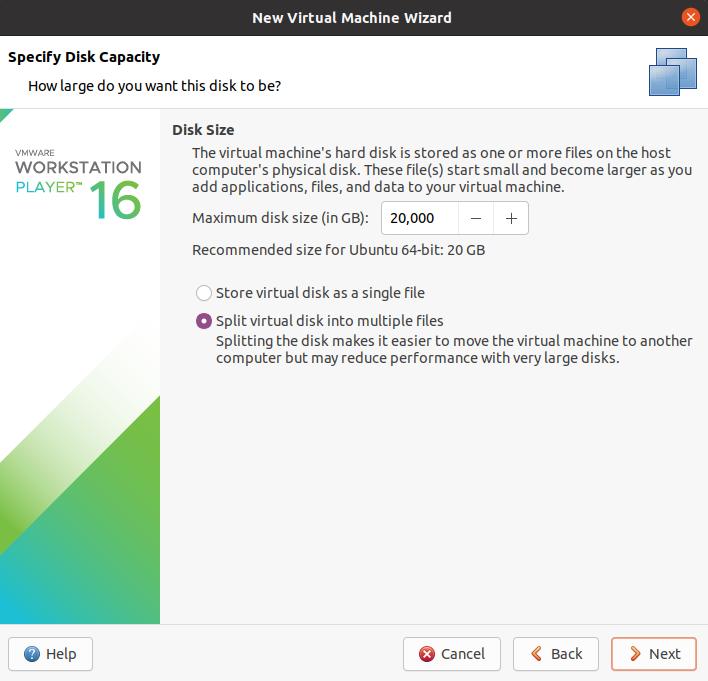 New Virtual Machine Wizard
Specify Disk Capacity
How large do you want this disk to be?
VMWARE
WORKSTATION
PLAYER™ 16
Disk Size
The virtual machine's hard disk is stored as one or more files on the host
computer's physical disk. These file(s) start small and become larger as you
add applications, files, and data to your virtual machine.
Maximum disk size (in GB): 20,000 − +
Recommended size for Ubuntu 64-bit: 20 GB
Store virtual disk as a single file
Split virtual disk into multiple files
Splitting the disk makes it easier to move the virtual machine to another
computer but may reduce performance with very large disks.
Help Cancel Back Next